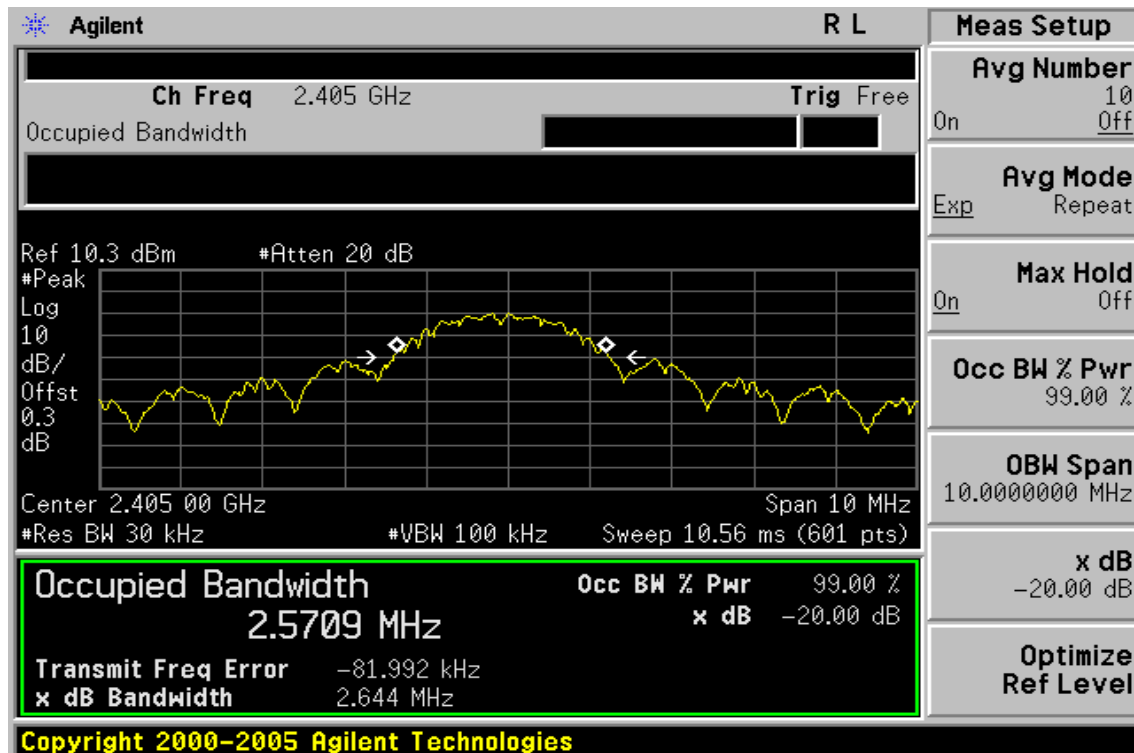 Agilent R L
Ch Freq 2.405 GHz Trig Free
Occupied Bandwidth
Ref 10.3 dBm #Atten 20 dB
#Peak
Log
10
dB/
Offst
0.3
dB
Center 2.405 00 GHz Span 10 MHz
#Res BW 30 kHz #VBW 100 kHz Sweep 10.56 ms (601 pts)
Occupied Bandwidth Occ BW % Pwr 99.00 %
2.5709 MHz x dB -20.00 dB
Transmit Freq Error -81.992 kHz
x dB Bandwidth 2.644 MHz
Copyright 2000-2005 Agilent Technologies
Meas Setup
Avg Number
10
On Off
Avg Mode
Exp Repeat
Max Hold
On Off
Occ BW % Pwr
99.00 %
OBW Span
10.0000000 MHz
x dB
-20.00 dB
Optimize
Ref Level